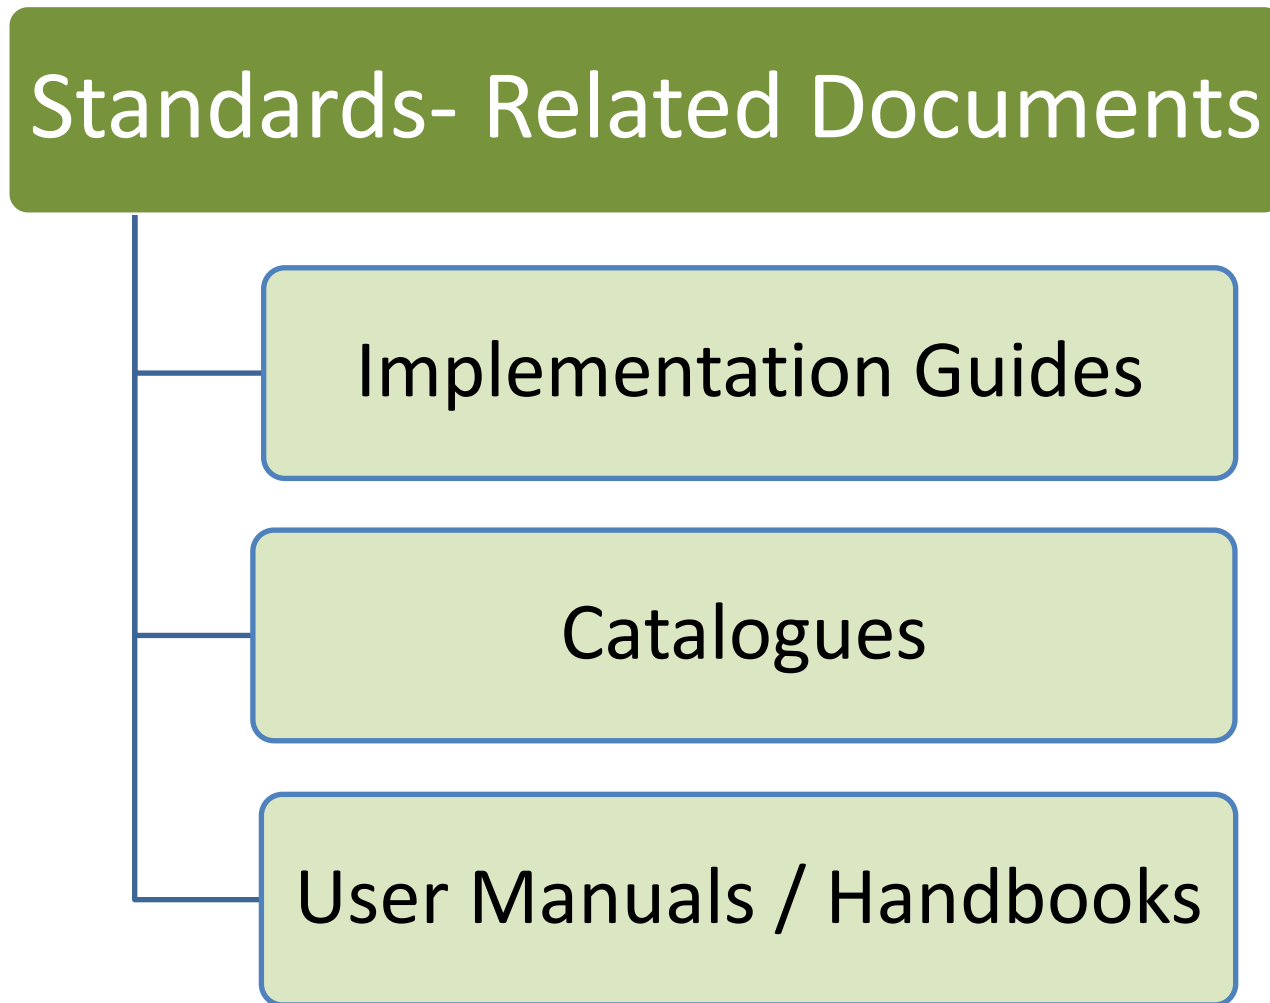 Standards- Related Documents
Implementation Guides
Catalogues
User Manuals / Handbooks